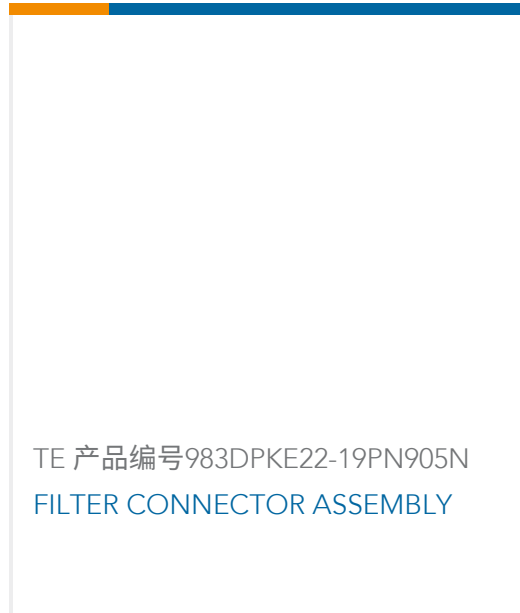 TE 产品编号983DPKE22-19PN905N
FILTER CONNECTOR ASSEMBLY